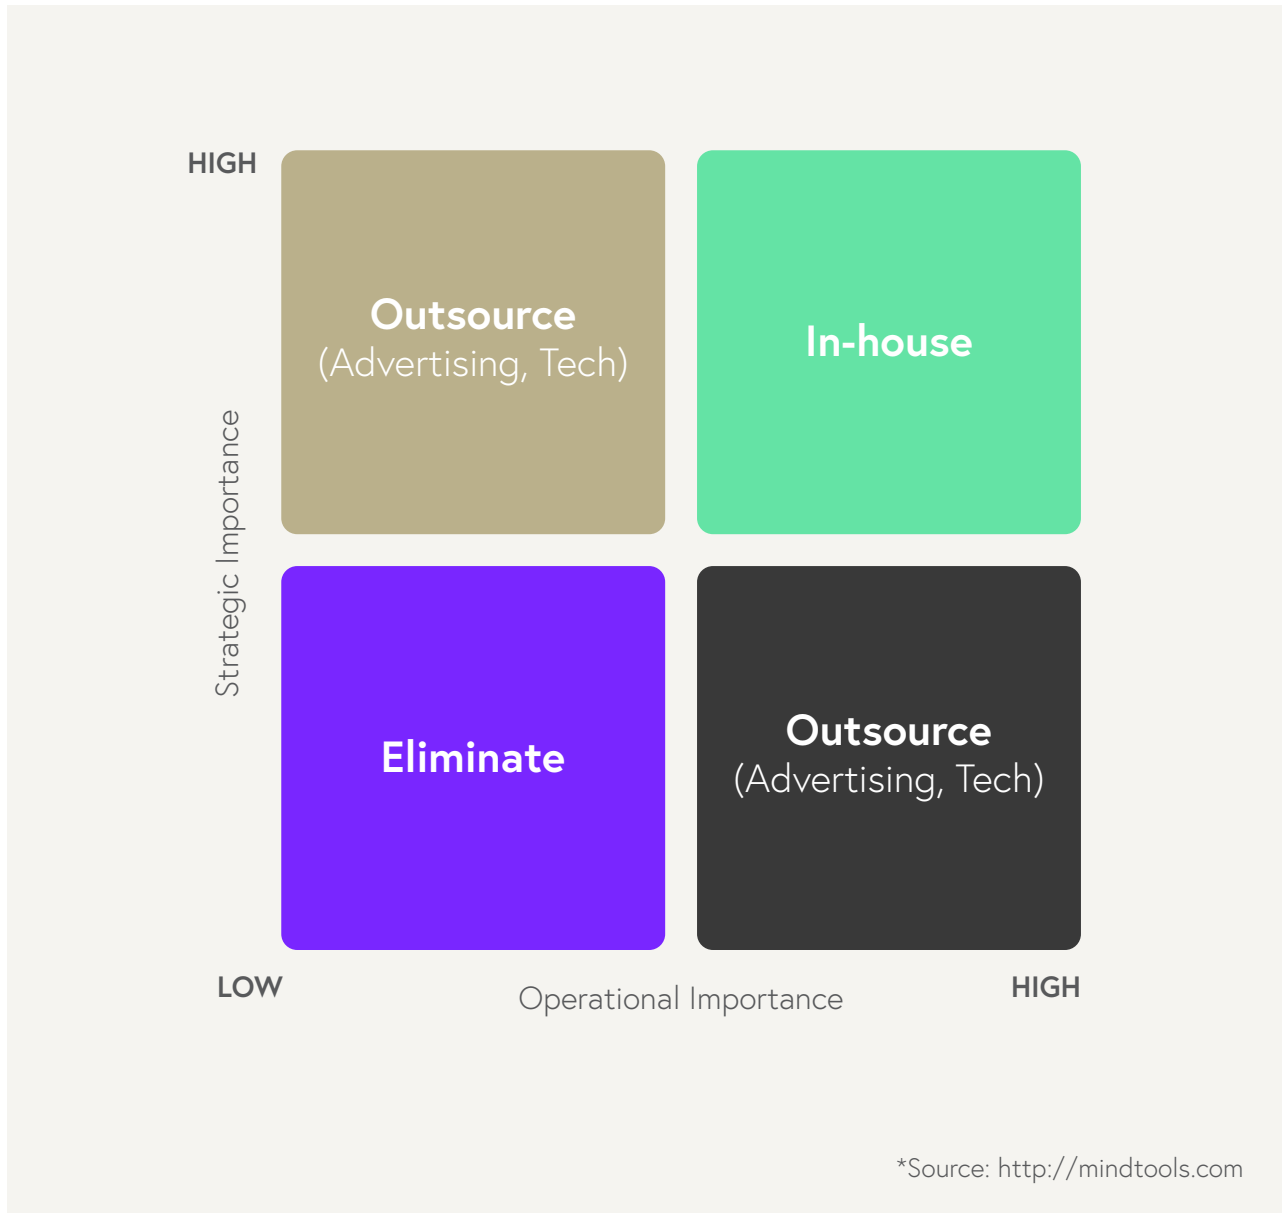 HIGH
Outsource
(Advertising, Tech)
In-house
Strategic Importance
Eliminate
Outsource
(Advertising, Tech)
LOW
Operational Importance
HIGH
*Source: http://mindtools.com